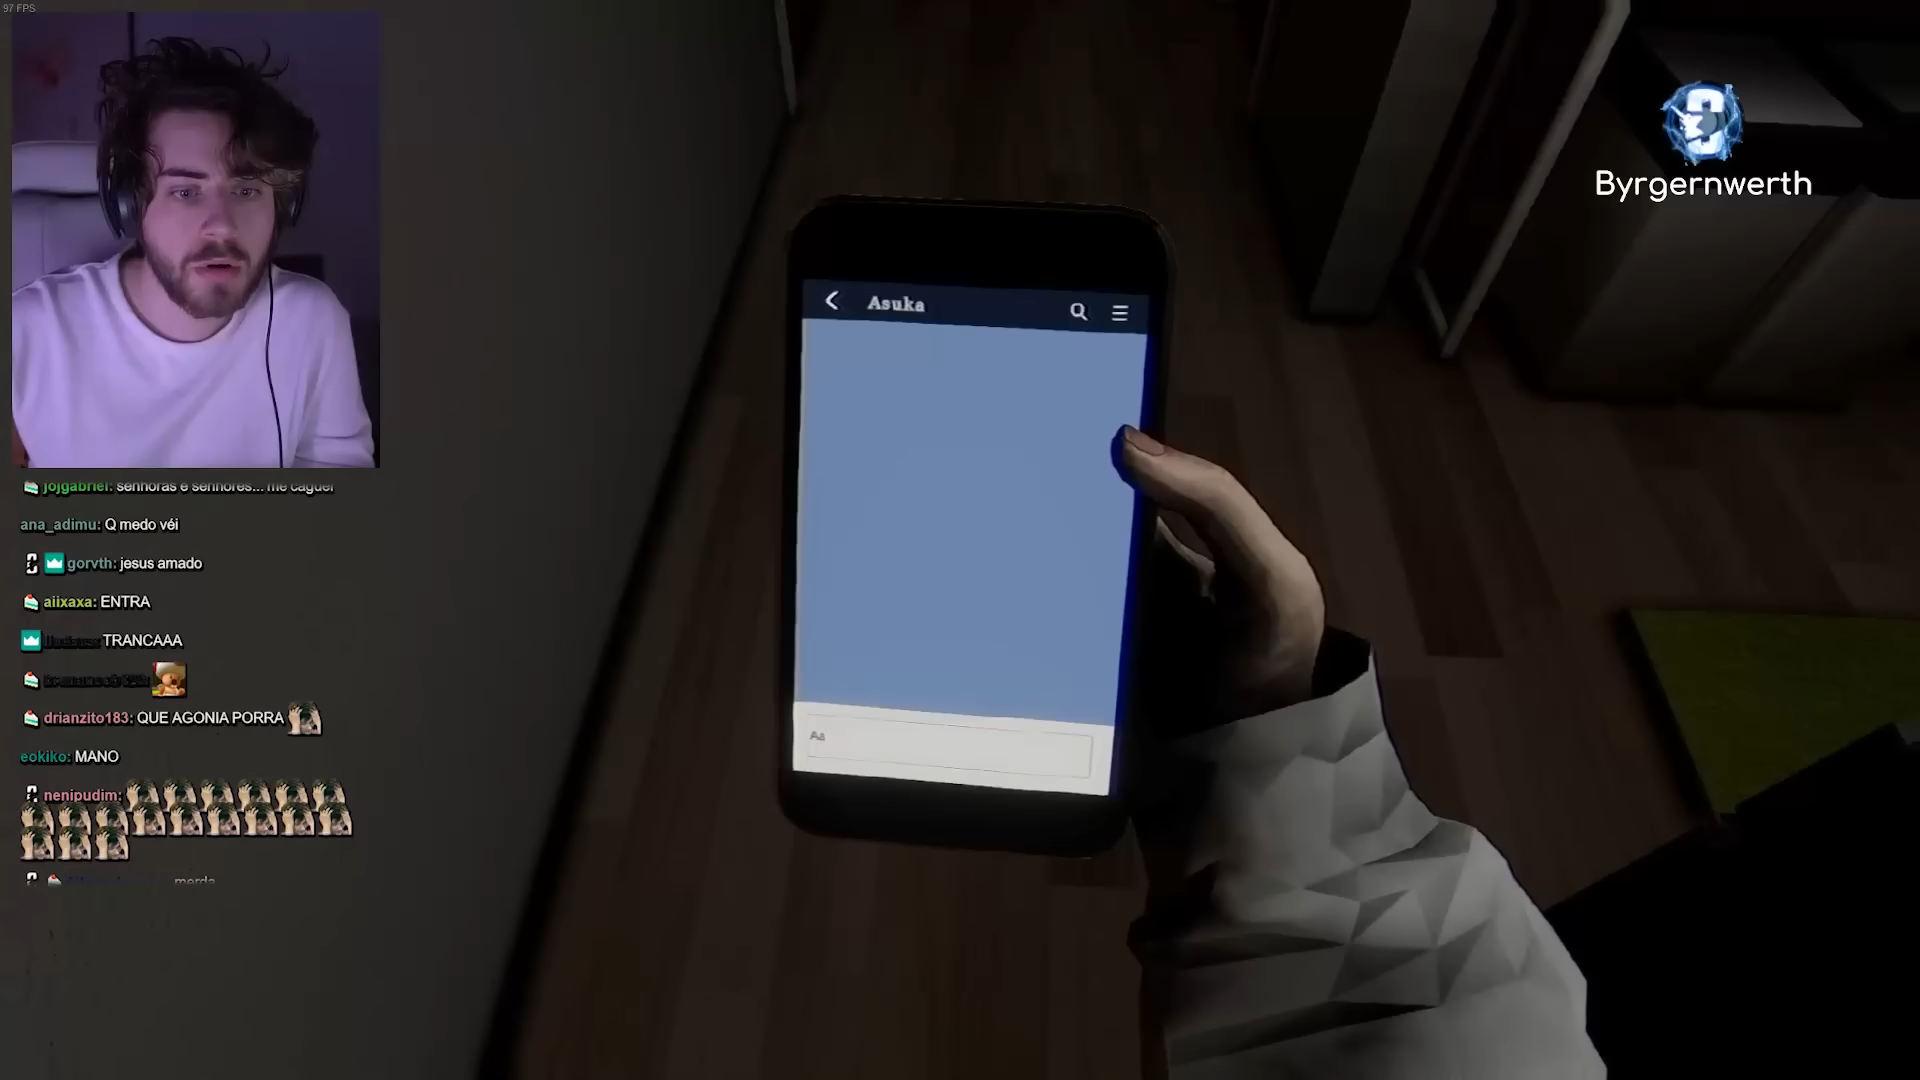 97 FPS
Byrgernwerth
Asuka
Aa
jojgabriel: senhoras e senhores... me caguei
ana_adimu: Q medo véi
gorvth: jesus amado
aiixaxa: ENTRA
TRANCAAA
drianzito183: QUE AGONIA PORRA
eokiko: MANO
nenipudim:
merda